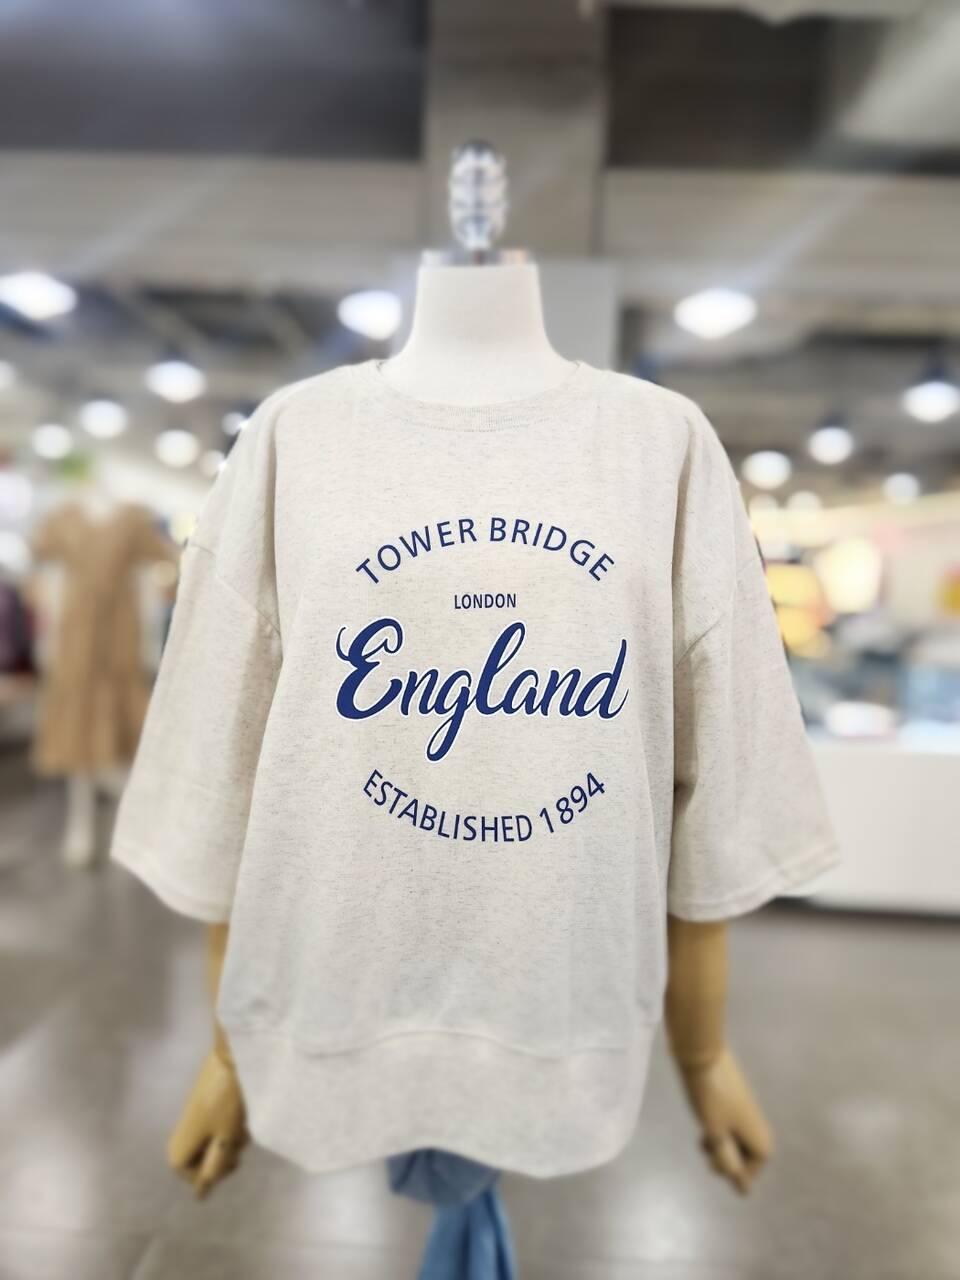 TOWER BRIDGE
LONDON
England
ESTABLISHED 1894